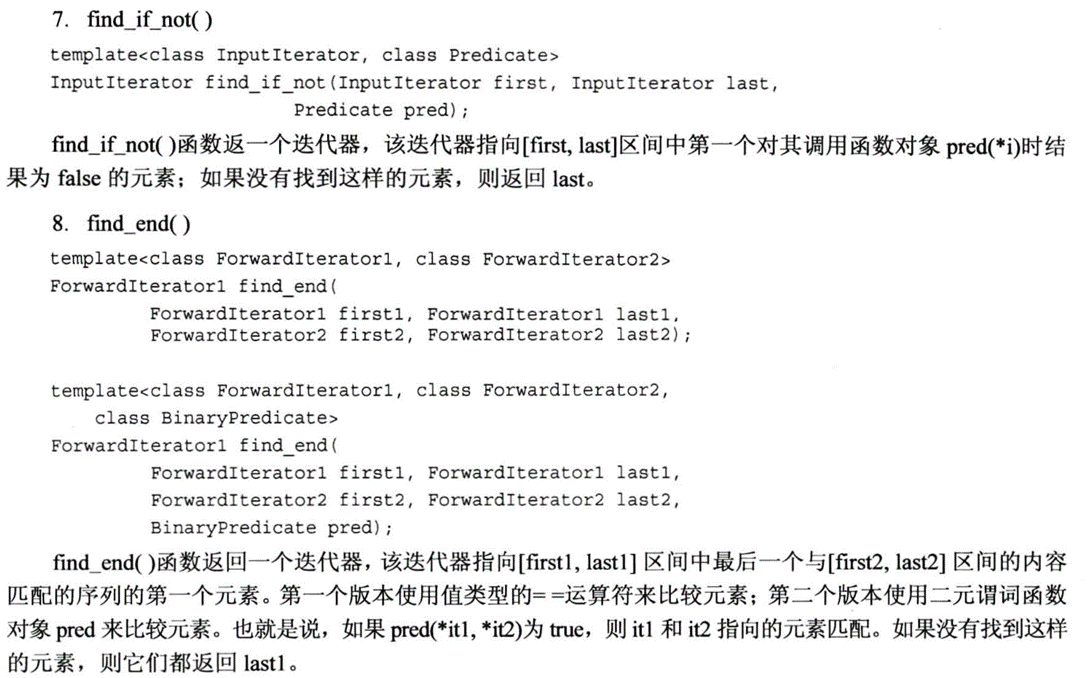 7. find_if_not( )
template<class InputIterator, class Predicate>
InputIterator find_if_not(InputIterator first, InputIterator last,
Predicate pred);
find_if_not( )函数返一个迭代器，该迭代器指向[first, last]区间中第一个对其调用函数对象 pred(*i)时结
果为 false 的元素；如果没有找到这样的元素，则返回 last。
8. find_end( )
template<class ForwardIterator1, class ForwardIterator2>
ForwardIterator1 find_end(
ForwardIterator1 first1, ForwardIterator1 last1,
ForwardIterator2 first2, ForwardIterator2 last2);
template<class ForwardIterator1, class ForwardIterator2,
class BinaryPredicate>
ForwardIterator1 find_end(
ForwardIterator1 first1, ForwardIterator1 last1,
ForwardIterator2 first2, ForwardIterator2 last2,
BinaryPredicate pred);
find_end( )函数返回一个迭代器，该迭代器指向[first1, last1] 区间中最后一个与[first2, last2] 区间的内容
匹配的序列的第一个元素。第一个版本使用值类型的= =运算符来比较元素；第二个版本使用二元谓词函数
对象 pred 来比较元素。也就是说，如果 pred(*it1, *it2)为 true，则 it1 和 it2 指向的元素匹配。如果没有找到这样
的元素，则它们都返回 last1。